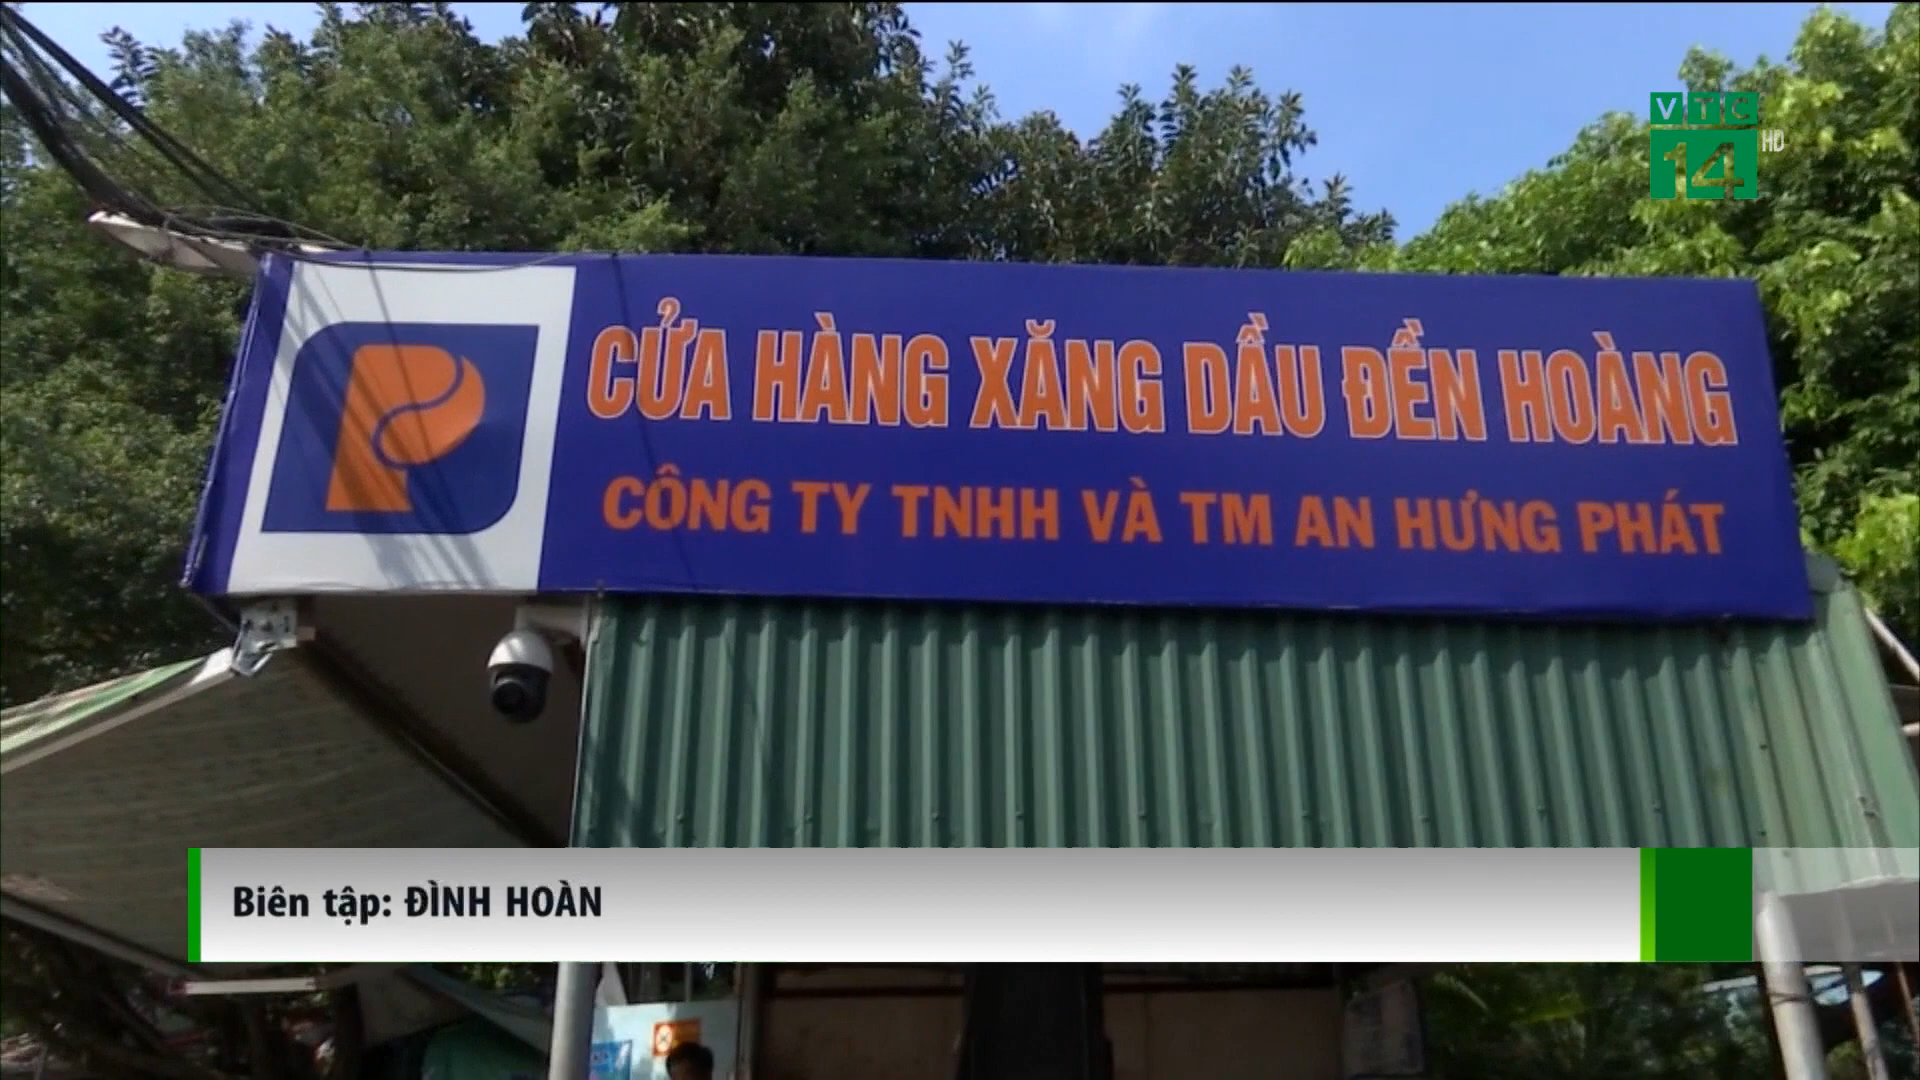 VTC
14 HD
CỬA HÀNG XĂNG DẦU ĐỀN HOÀNG
CÔNG TY TNHH VÀ TM AN HƯNG PHÁT
Biên tập: ĐÌNH HOÀN